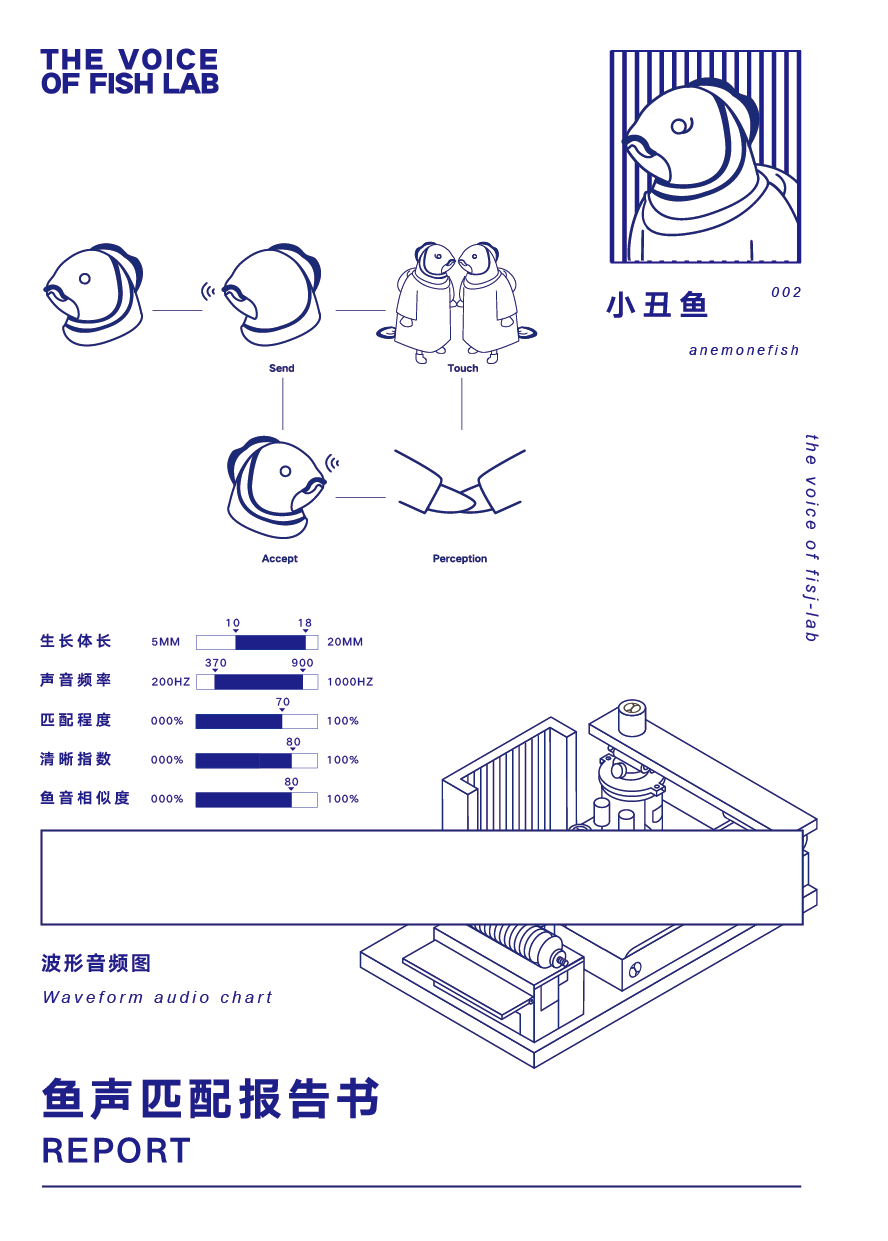 THE VOICE
OF FISH LAB
小丑鱼
002
anemonefish
Send
Touch
Accept
Perception
the voice of fisj-lab
生长体长 5MM 10 18 20MM
声音频率 200HZ 370 900 1000HZ
匹配程度 000% 70 100%
清晰指数 000% 80 100%
鱼音相似度 000% 80 100%
波形音频图
Waveform audio chart
鱼声匹配报告书
REPORT